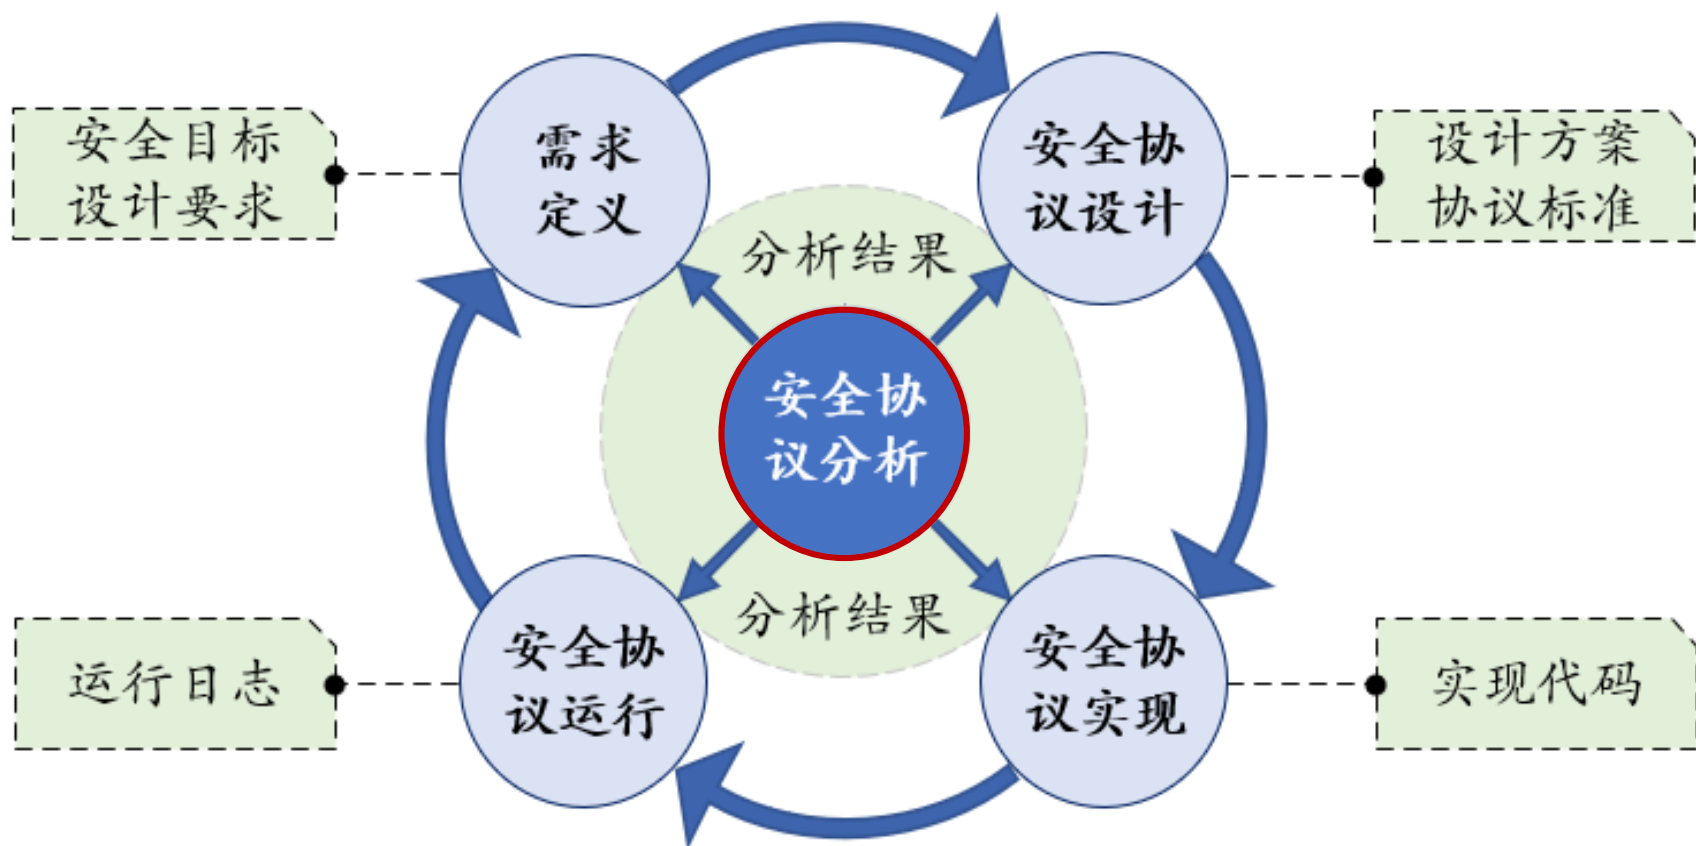 安全目标
设计要求
需求
定义
安全协
议设计
设计方案
协议标准
分析结果
安全协
议分析
分析结果
运行日志
安全协
议运行
安全协
议实现
实现代码